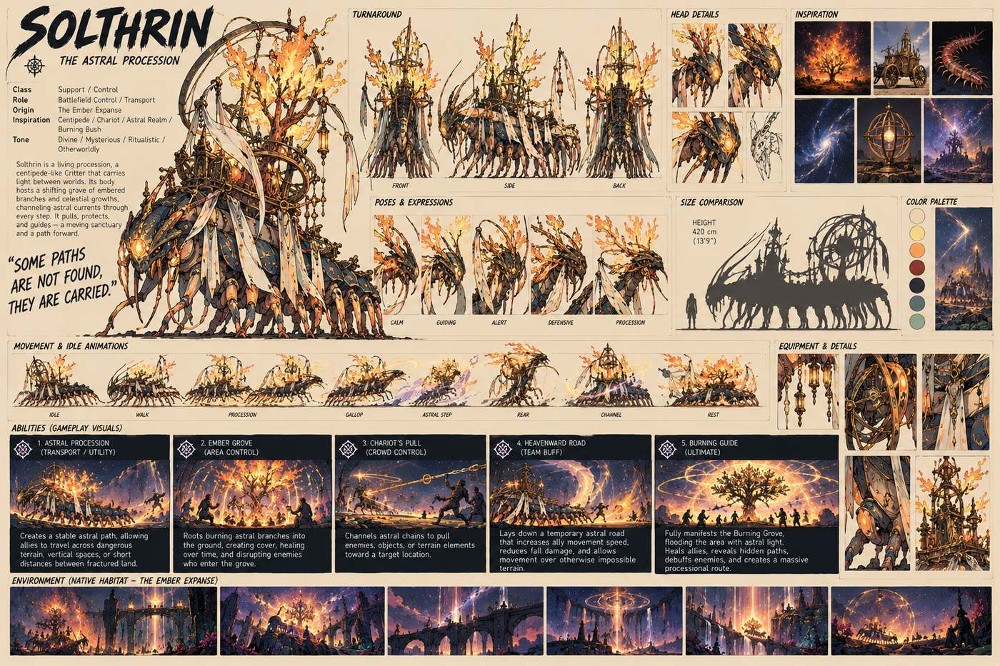 SOLTHRIN
THE ASTRAL PROCESSION
Class Support / Control
Role Battlefield Control / Transport
Origin The Ember Expanse
Inspiration Centipede / Chariot / Astral Realm /
Burning Bush
Tone Divine / Mysterious / Ritualistic /
Otherworldly
Solthrin is a living procession, a
centipede-like Critter that carries
light between worlds. Its body
hosts a shifting grove of embered
branches and celestial growths,
channeling astral currents through
every step. It pulls, protects,
and guides — a moving sanctuary
and a path forward.
"SOME PATHS
ARE NOT FOUND,
THEY ARE CARRIED."
TURNAROUND
FRONT
SIDE
BACK
HEAD DETAILS
INSPIRATION
POSES & EXPRESSIONS
CALM
GUIDING
ALERT
DEFENSIVE
PROCESSION
SIZE COMPARISON
HEIGHT
420 cm
(13'9")
COLOR PALETTE
MOVEMENT & IDLE ANIMATIONS
IDLE
WALK
PROCESSION
GALLOP
ASTRAL STEP
REAR
CHANNEL
REST
EQUIPMENT & DETAILS
ABILITIES (GAMEPLAY VISUALS)
1. ASTRAL PROCESSION
(TRANSPORT / UTILITY)
Creates a stable astral path, allowing
allies to travel across dangerous
terrain, vertical spaces, or short
distances between fractured land.
2. EMBER GROVE
(AREA CONTROL)
Roots burning astral branches into
the ground, creating cover, healing
over time, and disrupting enemies
who enter the grove.
3. CHARIOT'S PULL
(CROWD CONTROL)
Channels astral chains to pull
enemies, objects, or terrain elements
toward a target location.
4. HEAVENWARD ROAD
(TEAM BUFF)
Lays down a temporary astral road
that increases ally movement speed,
reduces fall damage, and allows
movement over otherwise impossible
terrain.
5. BURNING GUIDE
(ULTIMATE)
Fully manifests the Burning Grove,
flooding the area with astral light.
Heals allies, reveals hidden paths,
debuffs enemies, and creates a massive
processional route.
ENVIRONMENT (NATIVE HABITAT – THE EMBER EXPANSE)